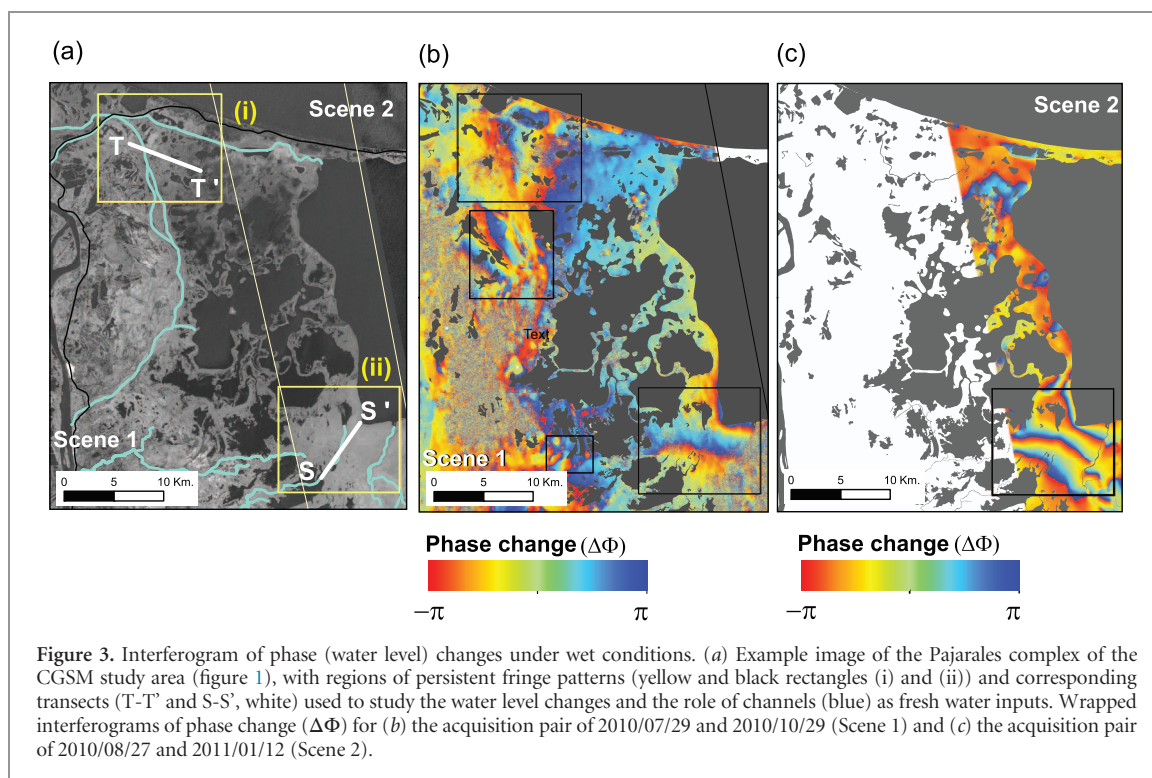 (a)
(b)
(c)
(i)
Scene 2
T
T '
(ii)
S '
S
Scene 1
0 5 10 Km.
Text
Scene 1
0 5 10 Km.
Scene 2
0 5 10 Km.
Phase change (ΔΦ)
−π π
Phase change (ΔΦ)
−π π
Figure 3. Interferogram of phase (water level) changes under wet conditions. (a) Example image of the Pajarales complex of the
CGSM study area (figure 1), with regions of persistent fringe patterns (yellow and black rectangles (i) and (ii)) and corresponding
transects (T-T’ and S-S’, white) used to study the water level changes and the role of channels (blue) as fresh water inputs. Wrapped
interferograms of phase change (ΔΦ) for (b) the acquisition pair of 2010/07/29 and 2010/10/29 (Scene 1) and (c) the acquisition pair
of 2010/08/27 and 2011/01/12 (Scene 2).